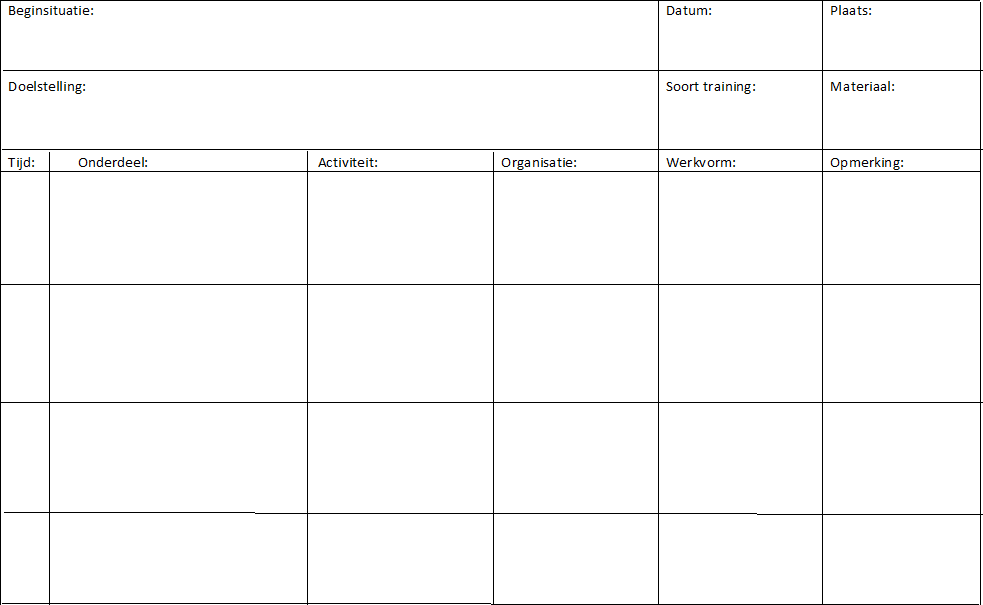 Beginsituatie: Datum: Plaats:
Doelstelling: Soort training: Materiaal:
Tijd: Onderdeel: Activiteit: Organisatie: Werkvorm: Opmerking: